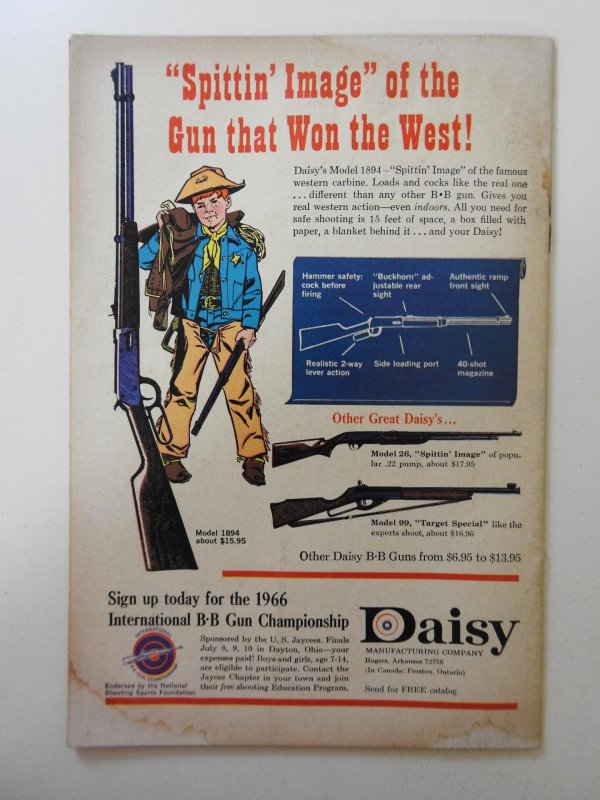 “Spittin’ Image” of the
Gun that Won the West!
Daisy's Model 1894—“Spittin' Image” of the famous
western carbine. Loads and cocks like the real one
...different than any other B•B gun. Gives you
real western action—even indoors. All you need for
safe shooting is 15 feet of space, a box filled with
paper, a blanket behind it...and your Daisy!
Hammer safety:
cock before
firing
"Buckhorn" ad-
justable rear
sight
Authentic ramp
front sight
Realistic 2-way
lever action
Side loading port
40-shot
magazine
Other Great Daisy's...
Model 26, "Spittin' Image" of popu-
lar .22 pump, about $17.95
Model 99, "Target Special" like the
experts shoot, about $16.95
Model 1894
about $15.95
Other Daisy B·B Guns from $6.95 to $13.95
Sign up today for the 1966
International B·B Gun Championship
INTERNATIONAL
B·B GUN CHAMPIONSHIP
Endorsed by the National
Shooting Sports Foundation.
Sponsored by the U. S. Jaycees. Finals
July 8, 9, 10 in Dayton, Ohio—your
expenses paid! Boys and girls, age 7-14,
are eligible to participate. Contact the
Jaycee Chapter in your town and join
their free shooting Education Program.
Daisy
MANUFACTURING COMPANY
Rogers, Arkansas 72756
(In Canada: Preston, Ontario)
Send for FREE catalog